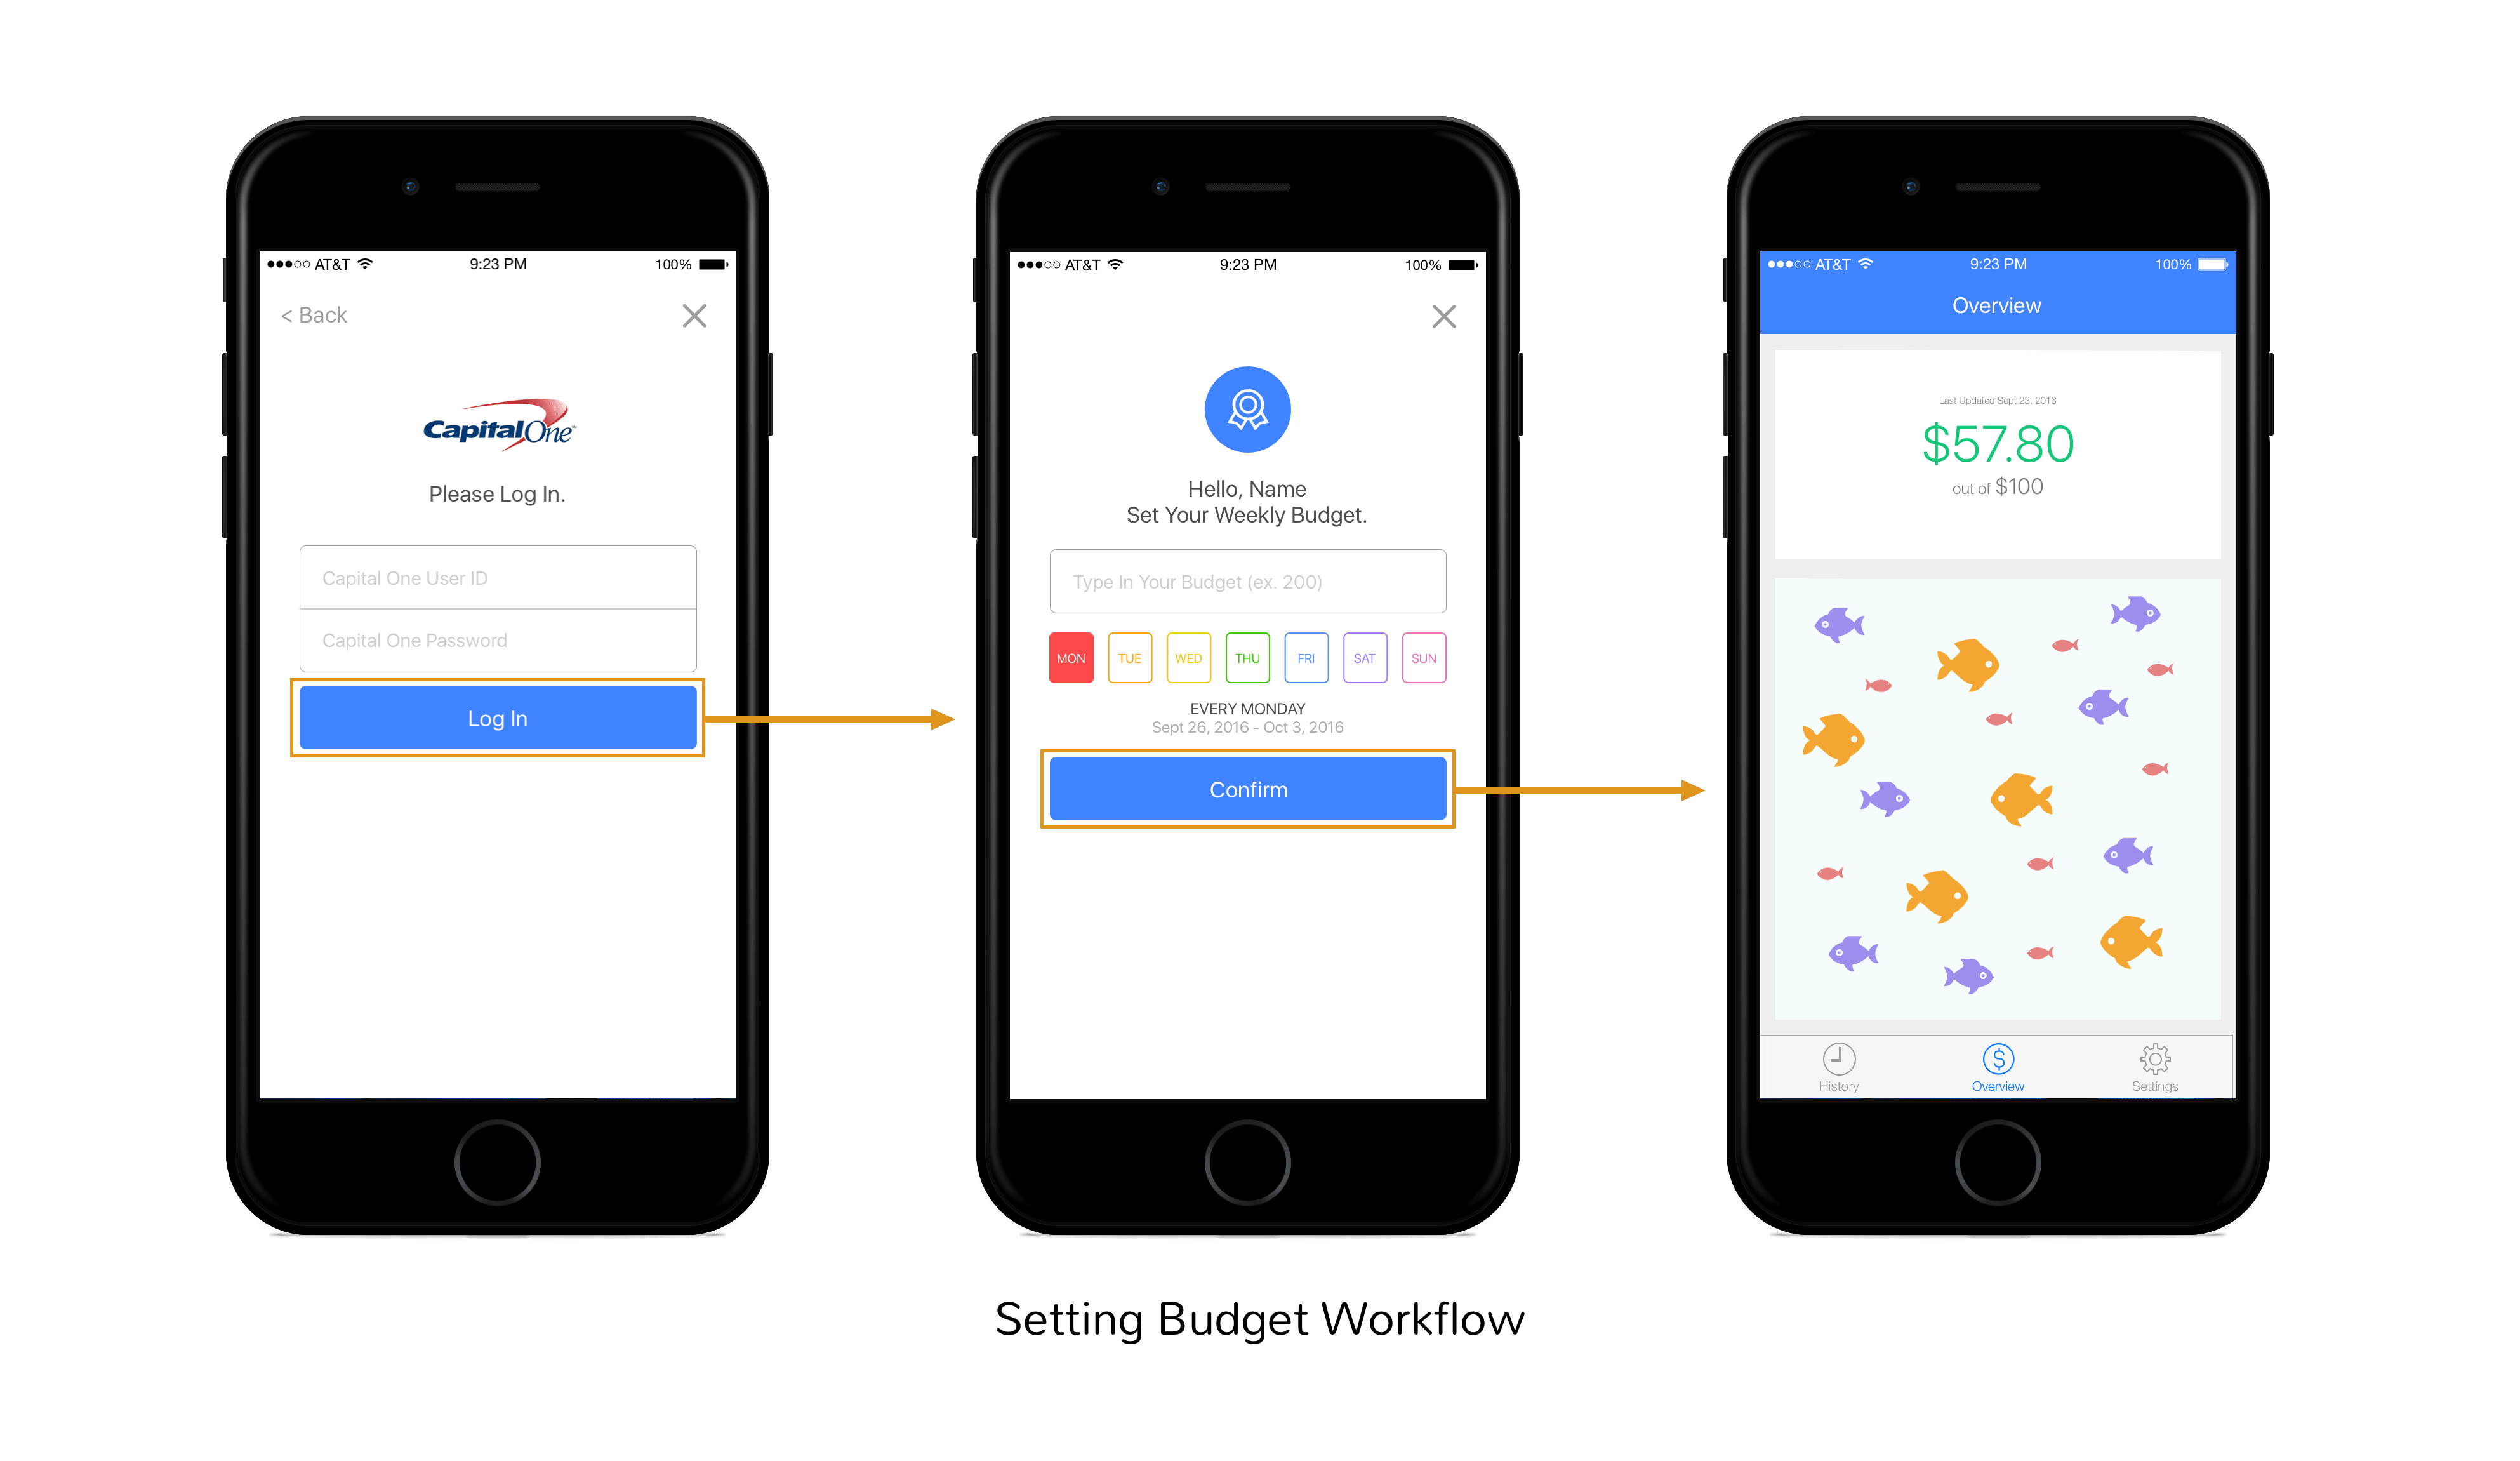 AT&T 9:23 PM 100%
< Back
CapitalOne™
Please Log In.
Capital One User ID
Capital One Password
Log In
AT&T 9:23 PM 100%
Hello, Name
Set Your Weekly Budget.
Type In Your Budget (ex. 200)
MON TUE WED THU FRI SAT SUN
EVERY MONDAY
Sept 26, 2016 - Oct 3, 2016
Confirm
AT&T 9:23 PM 100%
Overview
Last Updated Sept 23, 2016
$57.80
out of $100
History Overview Settings
Setting Budget Workflow